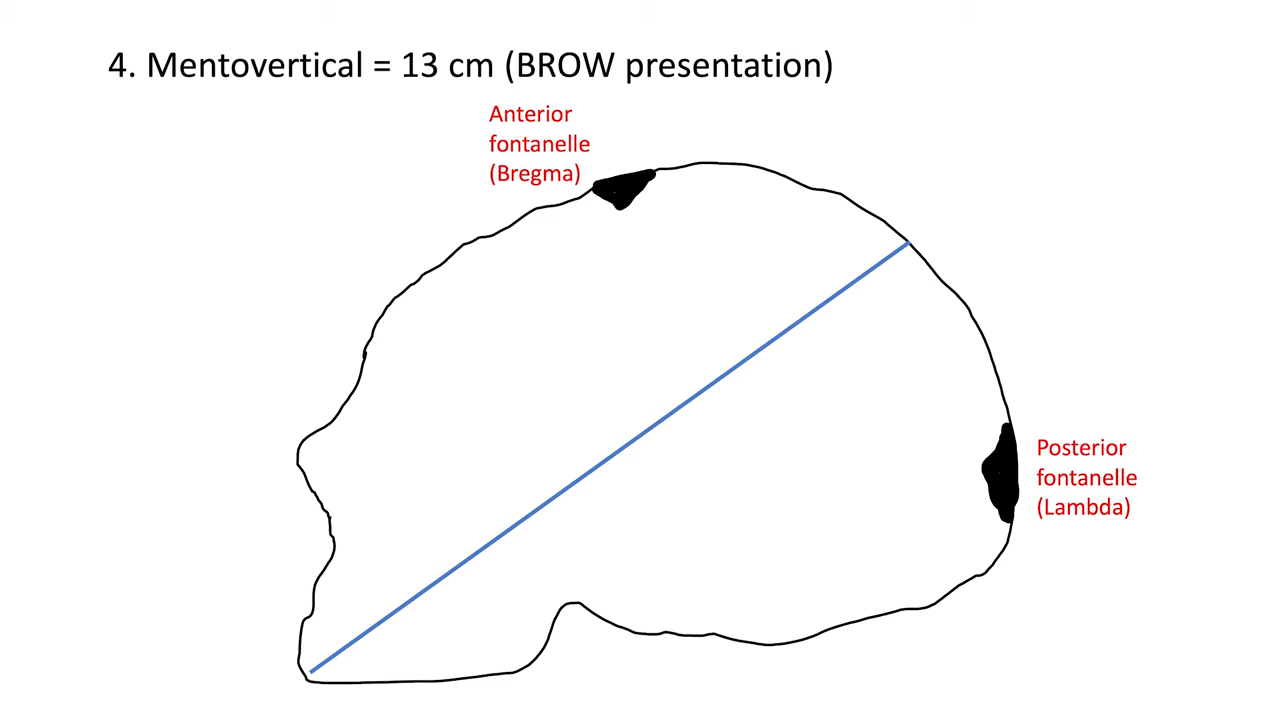 4. Mentovertical = 13 cm (BROW presentation)
Anterior
fontanelle
(Bregma)
Posterior
fontanelle
(Lambda)